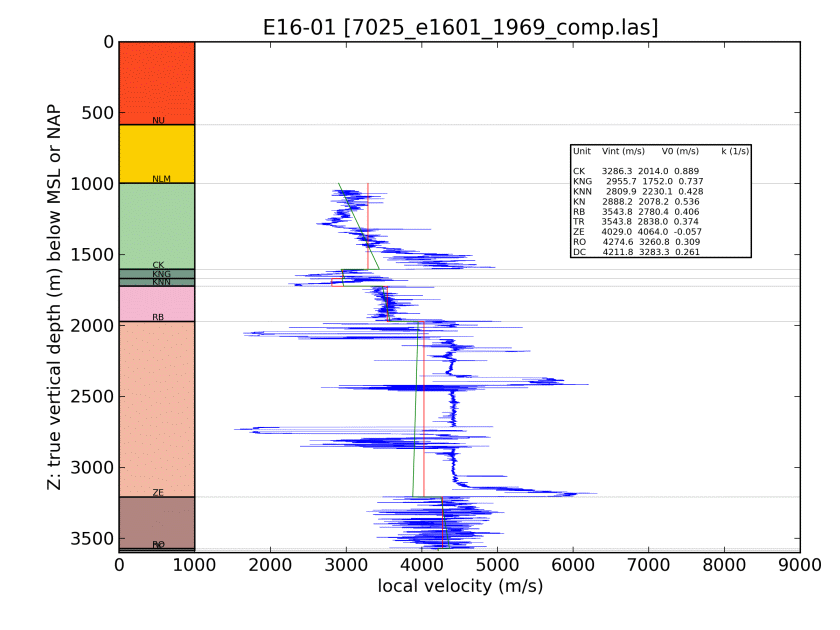 E16-01 [7025_e1601_1969_comp.las]
0
500
1000
1500
2000
2500
3000
3500
Z: true vertical depth (m) below MSL or NAP
NU
NLM
CK
KNG
KNN
RB
ZE
RO
Unit Vint (m/s) V0 (m/s) k (1/s)
CK 3286.3 2014.0 0.889
KNG 2955.7 1752.0 0.737
KNN 2809.9 2230.1 0.428
KN 2888.2 2078.2 0.536
RB 3543.8 2780.4 0.406
TR 3543.8 2838.0 0.374
ZE 4029.0 4064.0 -0.057
RO 4274.6 3260.8 0.309
DC 4211.8 3283.3 0.261
0 1000 2000 3000 4000 5000 6000 7000 8000 9000
local velocity (m/s)